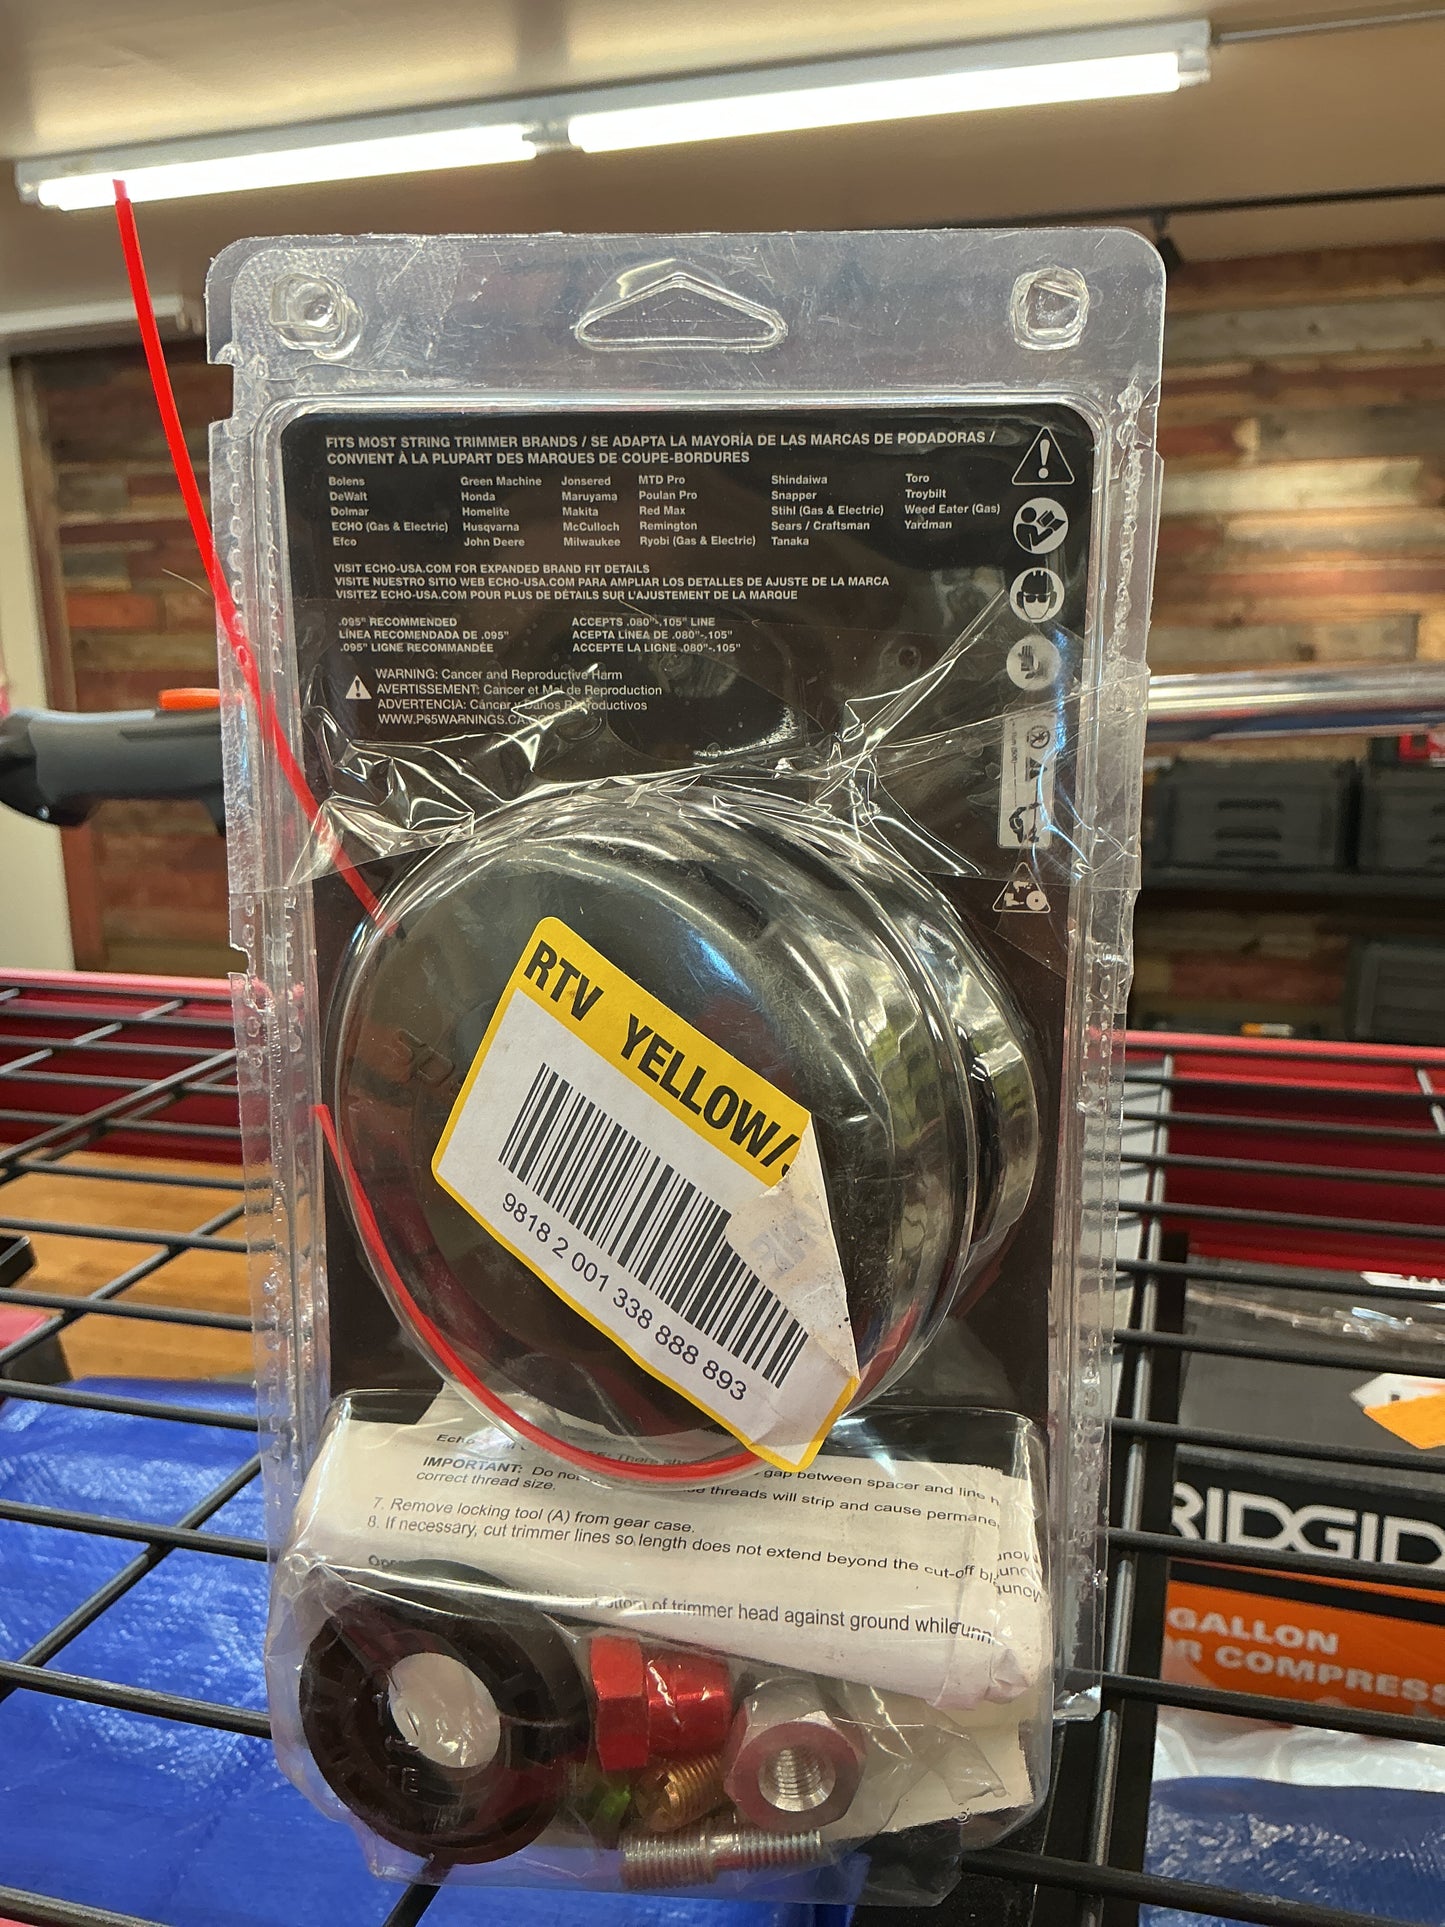 FITS MOST STRING TRIMMER BRANDS / SE ADAPTA LA MAYORÍA DE LAS MARCAS DE PODADORAS /
CONVIENT À LA PLUPART DES MARQUES DE COUPE-BORDURES
Bolens Green Machine Jonsered MTD Pro Shindaiwa Toro
DeWalt Honda Maruyama Poulan Pro Snapper Troybilt
Dolmar Homelite Makita Red Max Stihl (Gas & Electric) Weed Eater (Gas)
ECHO (Gas & Electric) Husqvarna McCulloch Remington Sears / Craftsman Yardman
Efco John Deere Milwaukee Ryobi (Gas & Electric) Tanaka
VISIT ECHO-USA.COM FOR EXPANDED BRAND FIT DETAILS
VISITE NUESTRO SITIO WEB ECHO-USA.COM PARA AMPLIAR LOS DETALLES DE AJUSTE DE LA MARCA
VISITEZ ECHO-USA.COM POUR PLUS DE DÉTAILS SUR L'AJUSTEMENT DE LA MARQUE
.095" RECOMMENDED ACCEPTS .080"-.105" LINE
LÍNEA RECOMENDADA DE .095" ACEPTA LÍNEA DE .080"-.105"
.095" LIGNE RECOMMANDÉE ACCEPTE LA LIGNE .080"-.105"
WARNING: Cancer and Reproductive Harm
AVERTISSEMENT: Cancer et Mal de Reproduction
ADVERTENCIA: Cáncer y Daños Reproductivos
WWW.P65WARNINGS.CA
RTV YELLOW/
9818 2 001 338 888 893
Echo
gap between spacer and line
IMPORTANT: Do no threads will strip and cause permane
correct thread size.
7. Remove locking tool (A) from gear case.
8. If necessary, cut trimmer lines so length does not extend beyond the cut-off bl
of trimmer head against ground while
RIDGID
GALLON
R COMPRESS